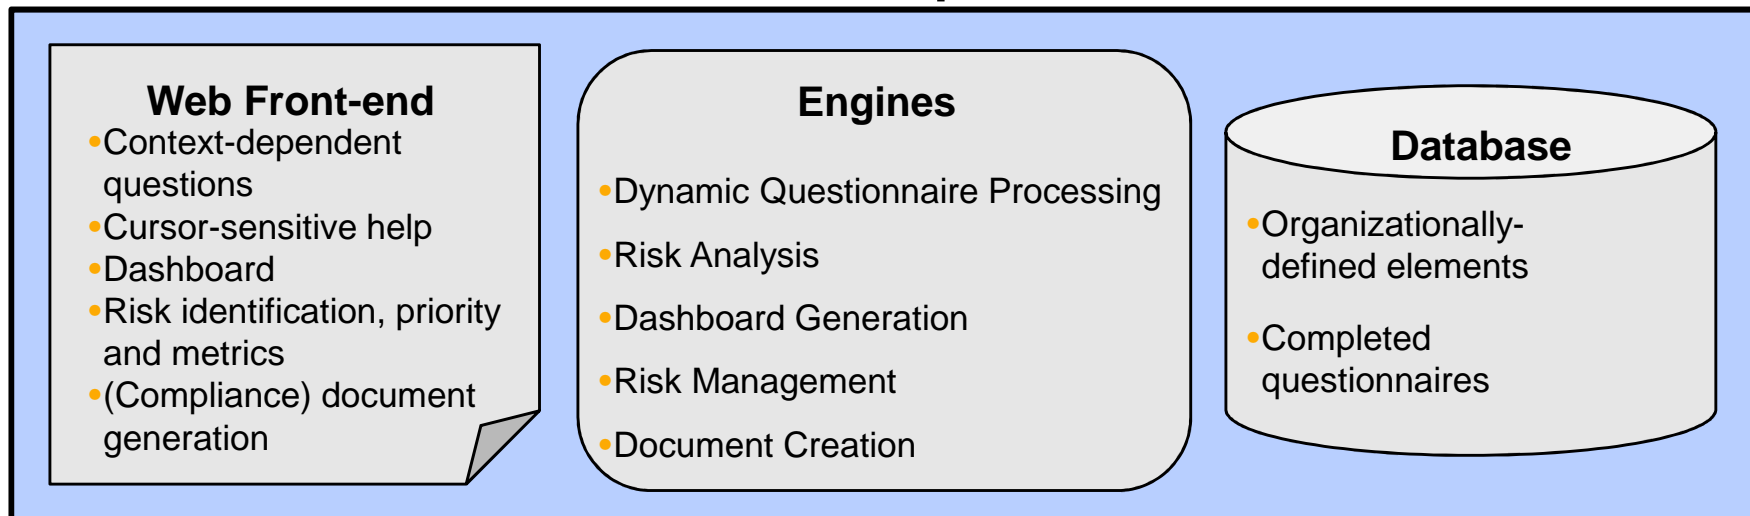 Web Front-end
•Context-dependent
questions
•Cursor-sensitive help
•Dashboard
•Risk identification, priority
and metrics
•(Compliance) document
generation
Engines
•Dynamic Questionnaire Processing
•Risk Analysis
•Dashboard Generation
•Risk Management
•Document Creation
Database
•Organizationally-
defined elements
•Completed
questionnaires